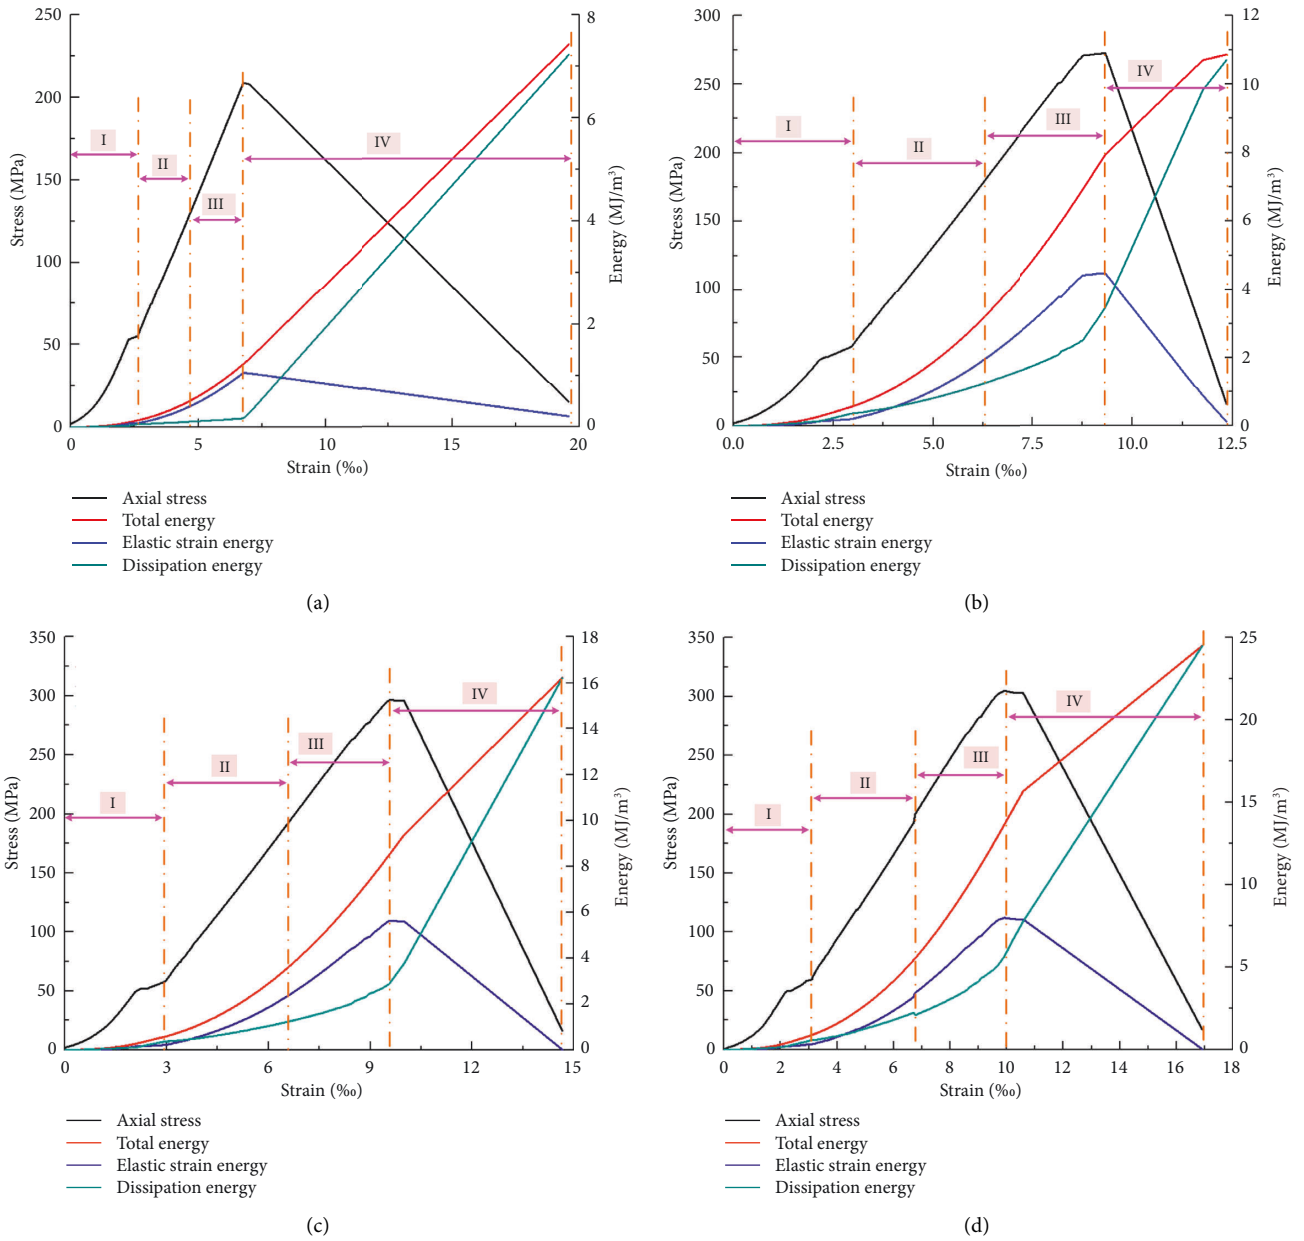 250
200
150
100
50
0
Stress (MPa)
8
6
4
2
0
Energy (MJ/m³)
I
II
III
IV
0 5 10 15 20
Strain (‰)
Axial stress
Total energy
Elastic strain energy
Dissipation energy
(a)
300
250
200
150
100
50
0
Stress (MPa)
12
10
8
6
4
2
0
Energy (MJ/m³)
I
II
III
IV
0.0 2.5 5.0 7.5 10.0 12.5
Strain (‰)
Axial stress
Total energy
Elastic strain energy
Dissipation energy
(b)
350
300
250
200
150
100
50
0
Stress (MPa)
18
16
14
12
10
8
6
4
2
0
Energy (MJ/m³)
I
II
III
IV
0 3 6 9 12 15
Strain (‰)
Axial stress
Total energy
Elastic strain energy
Dissipation energy
(c)
350
300
250
200
150
100
50
0
Stress (MPa)
25
20
15
10
5
0
Energy (MJ/m³)
I
II
III
IV
0 2 4 6 8 10 12 14 16 18
Strain (‰)
Axial stress
Total energy
Elastic strain energy
Dissipation energy
(d)